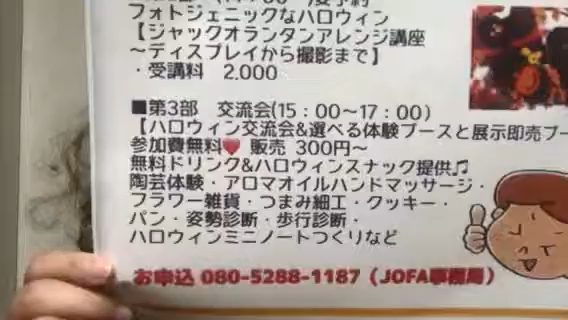 フォトジェニックなハロウィン
【ジャックオランタンアレンジ講座
〜ディスプレイから撮影まで】
・受講料 2,000
■第3部 交流会(15：00〜17：00)
【ハロウィン交流会&選べる体験ブースと展示即売ブー
参加費無料♥ 販売 300円〜
無料ドリンク&ハロウィンスナック提供♫
陶芸体験・アロマオイルハンドマッサージ・
フラワー雑貨・つまみ細工・クッキー・
パン・姿勢診断・歩行診断・
ハロウィンミニノートつくりなど
お申込 080-5288-1187（JOFA事務局）